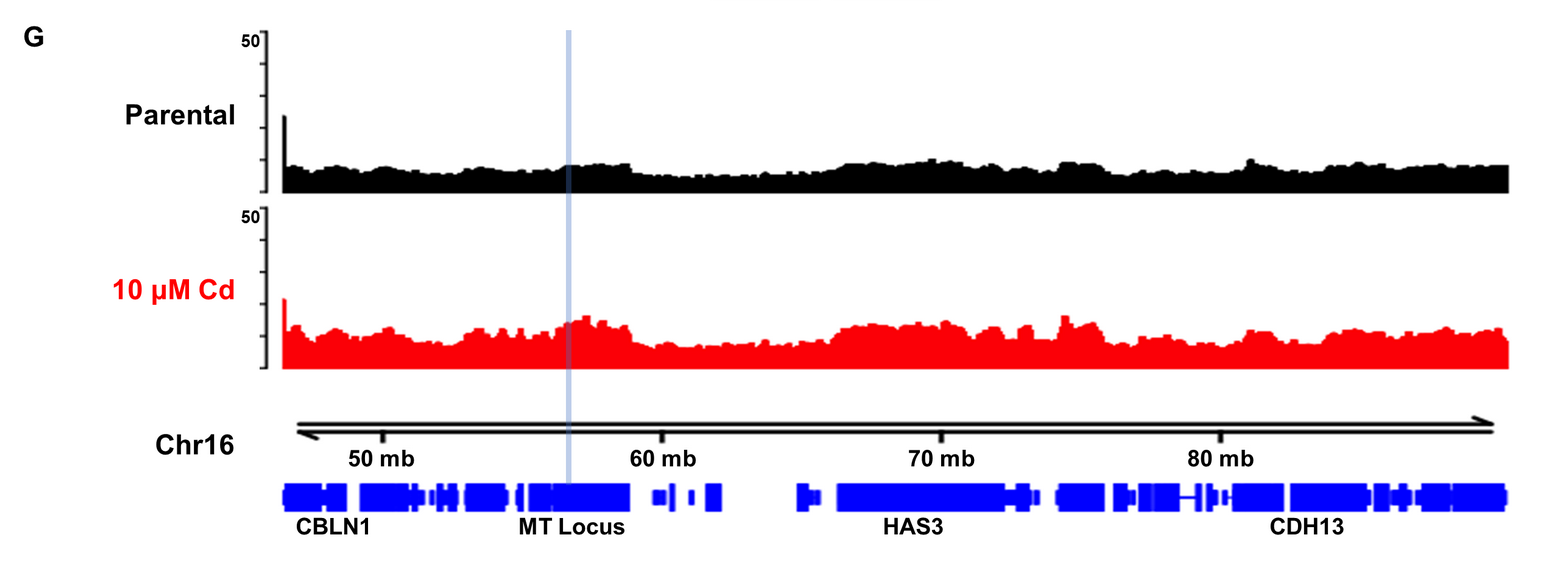 G
50
Parental
50
10 µM Cd
Chr16
50 mb 60 mb 70 mb 80 mb
CBLN1 MT Locus HAS3 CDH13